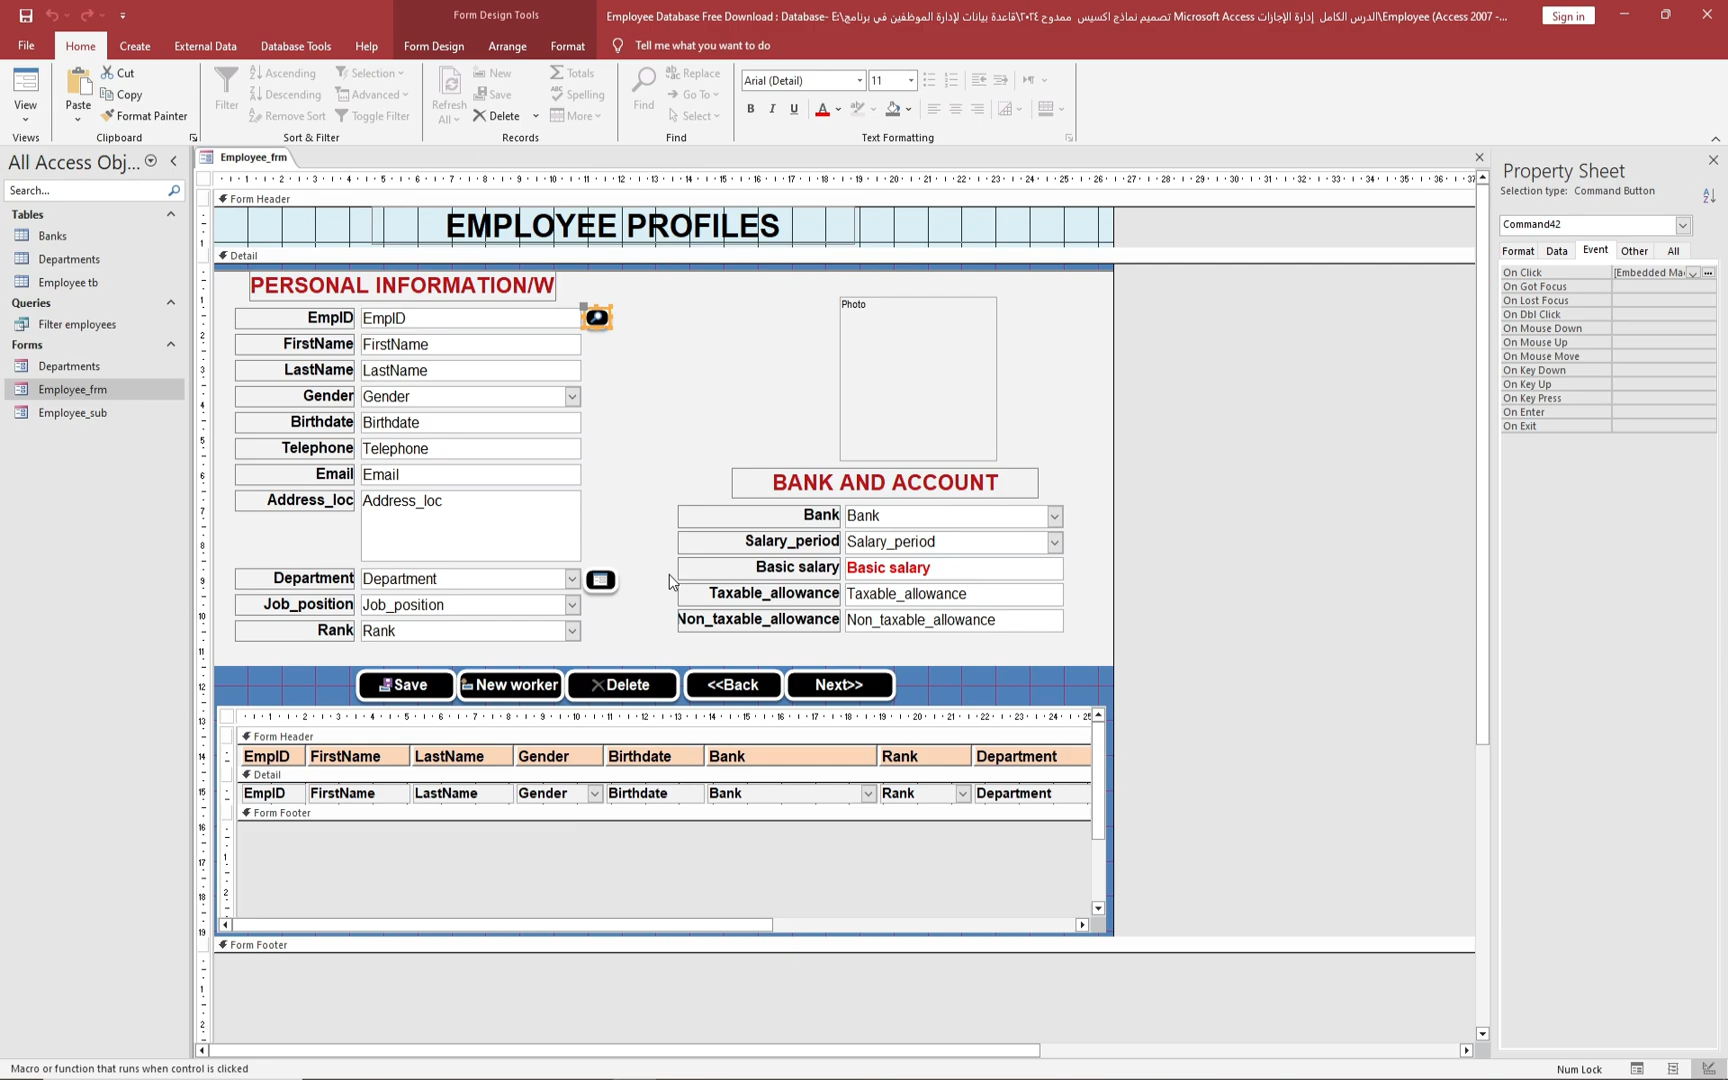 Form Design Tools
Employee Database Free Download : Database- E:\الدرس الكامل إدارة الإجازات Microsoft Access تصميم نماذج اكسيس ممدوح ٢٠٢٤\قاعدة بيانات لإدارة الموظفين في برنامج\Employee (Access 2007 -...
Sign in
File Home Create External Data Database Tools Help Form Design Arrange Format Tell me what you want to do
View
Views
Paste
Cut
Copy
Format Painter
Clipboard
Filter
Ascending
Descending
Remove Sort
Selection
Advanced
Toggle Filter
Sort & Filter
Refresh All
New
Save
Delete
Totals
Spelling
More
Records
Find
Replace
Go To
Select
Find
Arial (Detail) 11
B I U
Text Formatting
All Access Obj...
Search...
Tables
Banks
Departments
Employee tb
Queries
Filter employees
Forms
Departments
Employee_frm
Employee_sub
Employee_frm
Form Header
EMPLOYEE PROFILES
Detail
PERSONAL INFORMATION/W
EmpID EmpID
FirstName FirstName
LastName LastName
Gender Gender
Birthdate Birthdate
Telephone Telephone
Email Email
Address_loc Address_loc
Department Department
Job_position Job_position
Rank Rank
Photo
BANK AND ACCOUNT
Bank Bank
Salary_period Salary_period
Basic salary Basic salary
Taxable_allowance Taxable_allowance
Non_taxable_allowance Non_taxable_allowance
Save New worker Delete <<Back Next>>
Form Header
EmpID FirstName LastName Gender Birthdate Bank Rank Department
Detail
EmpID FirstName LastName Gender Birthdate Bank Rank Department
Form Footer
Form Footer
Property Sheet
Selection type: Command Button
Command42
Format Data Event Other All
On Click [Embedded Ma
On Got Focus
On Lost Focus
On Dbl Click
On Mouse Down
On Mouse Up
On Mouse Move
On Key Down
On Key Up
On Key Press
On Enter
On Exit
Macro or function that runs when control is clicked
Num Lock